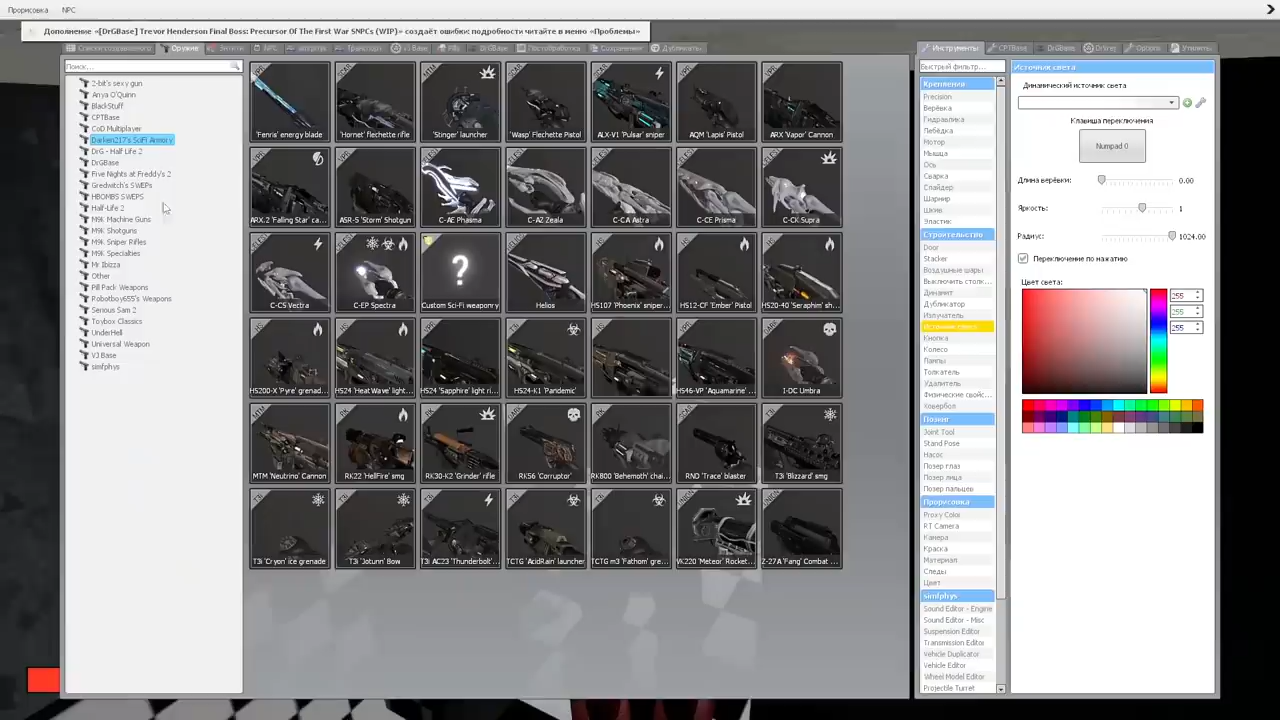 Прорисовка NPC
Дополнение «[DrGBase] Trevor Henderson Final Boss: Precursor Of The First War SNPCs (WIP)» создаёт ошибки: подробности читайте в меню «Проблемы»
Оружие
NPC
DrGBase
Постобработка
Сохранения
Поиск...
2-bit's sexy gun
Anya O'Quinn
BlackStuff
CPTBase
CoD Multiplayer
Darken217's SciFi Armory
DrG - Half Life 2
DrGBase
Five Nights at Freddy's 2
Gredwitch's SWEPs
HBOMBS SWEPS
Half-Life 2
M9K Machine Guns
M9K Shotguns
M9K Sniper Rifles
M9K Specialties
Mr Ibizza
Other
Pill Pack Weapons
Robotboy655's Weapons
Serious Sam 2
Toybox Classics
UnderHell
Universal Weapon
VJ Base
simfphys
'Fenris' energy blade
'Hornet' flechette rifle
'Stinger' launcher
'Wasp' Flechette Pistol
ALX-V1 'Pulsar' sniper
AQM 'Lapis' Pistol
ARX 'Vapor' Cannon
ARX.2 'Falling Star' ca...
ASR-S 'Storm' Shotgun
C-AE Phasma
C-AZ Zeala
C-CA Astra
C-CE Prisma
C-CK Supra
C-CS Vectra
C-EP Spectra
?
Custom Sci-Fi weaponry
Helios
HS107 'Phoenix' sniper...
HS12-CF 'Ember' Pistol
HS20-40 'Seraphim' sh...
HS200-X 'Pyre' grenad...
HS24 'Heat Wave' light...
HS24 'Sapphire' light ri...
HS24-K1 'Pandemic'
HS46-VP 'Aquamarine'...
I-DC Umbra
MTM 'Neutrino' Cannon
RK22 'HellFire' smg
RK30-K2 'Grinder' rifle
RK56 'Corruptor'
RK800 'Behemoth' chai...
RND 'Trace' blaster
T3i 'Blizzard' smg
T3i 'Cryon' ice grenade
T3i 'Jotunn' Bow
T3I AC23 'Thunderbolt'...
TCTG 'AcidRain' launcher
TCTG m3 'Fathom' gre...
VK220 'Meteor' Rocket...
Z-27A 'Fang' Combat ...
Инструменты
CPTBase
DrGbase
Options
Утилиты
Быстрый фильтр...
Крепления
Precision
Верёвка
Гидравлика
Лебёдка
Мотор
Мышца
Ось
Сварка
Слайдер
Шарнир
Шкив
Эластик
Строительство
Door
Stacker
Воздушные шары
Выключить столк...
Динамит
Дубликатор
Излучатель
Источник света
Кнопка
Колесо
Лампы
Толкатель
Удалитель
Физические свойс...
Ховербол
Позинг
Joint Tool
Stand Pose
Насос
Позер глаз
Позер лица
Позер пальцев
Прорисовка
Proxy Color
RT Camera
Камера
Краска
Материал
Следы
Цвет
simfphys
Sound Editor - Engine
Sound Editor - Misc
Suspension Editor
Transmission Editor
Vehicle Duplicator
Vehicle Editor
Wheel Model Editor
Projectile Turret
Источник света
Динамический источник света
Клавиша переключения
Numpad 0
Длина верёвки: 0.00
Яркость: 1
Радиус: 1024.00
Переключение по нажатию
Цвет света:
255
255
255